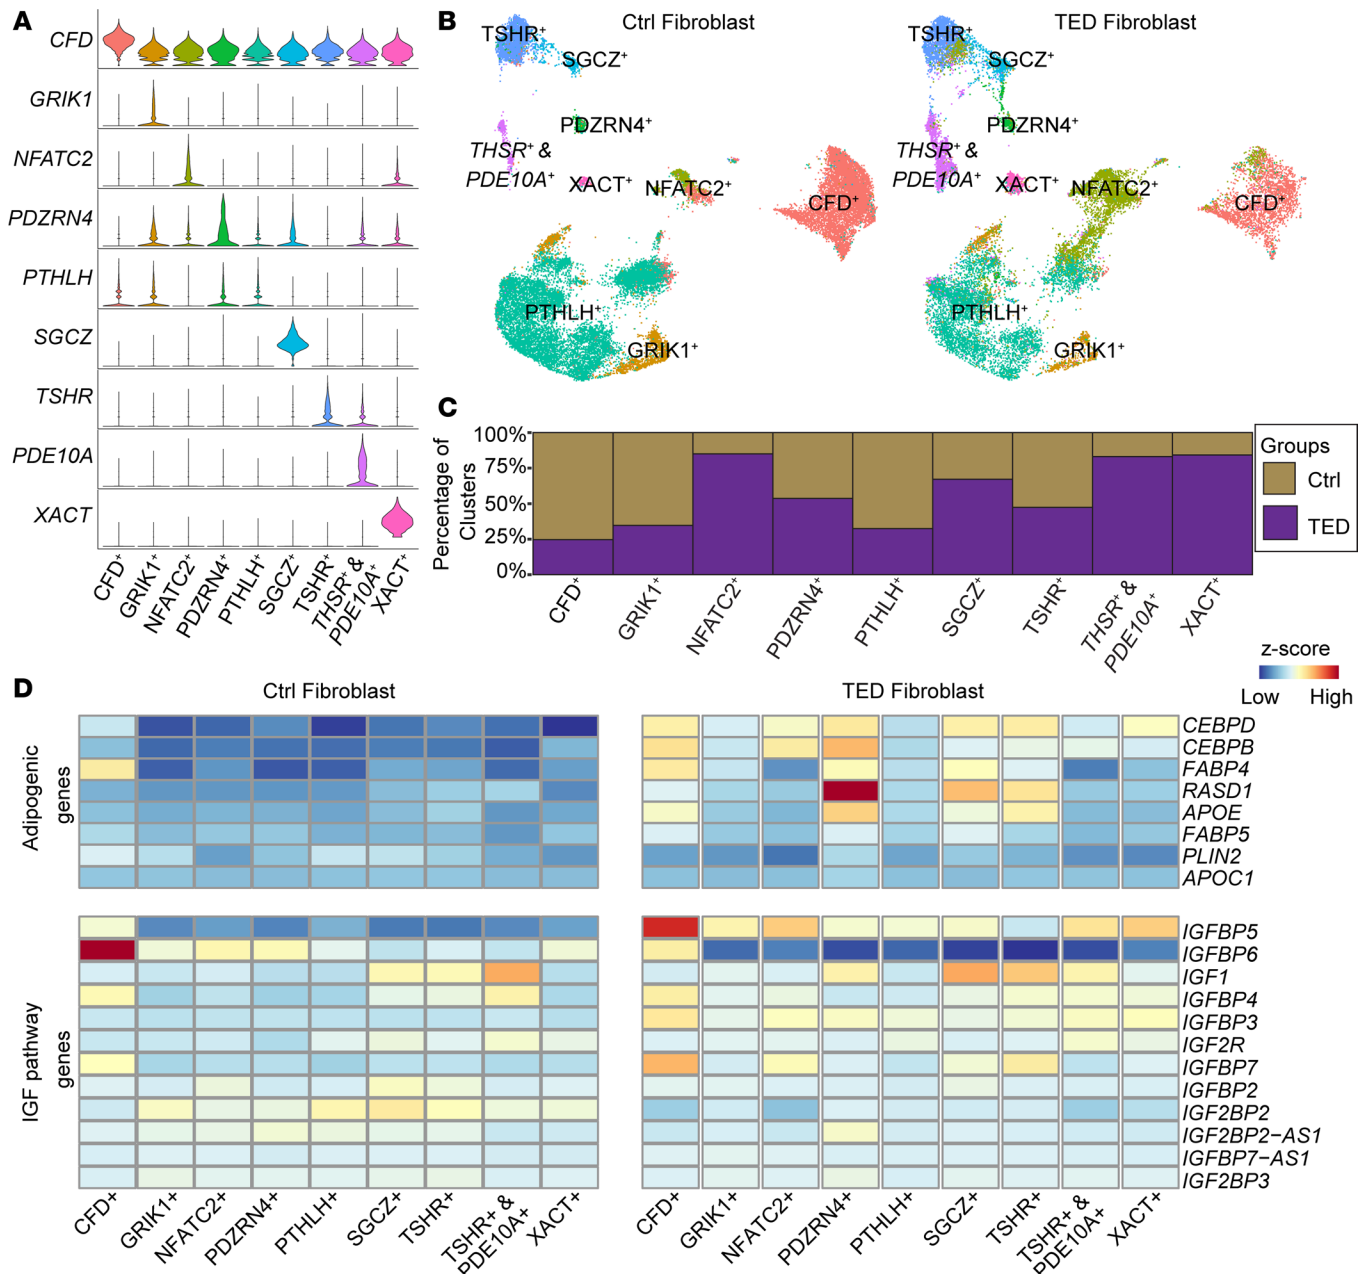 A
CFD
GRIK1
NFATC2
PDZRN4
PTHLH
SGCZ
TSHR
PDE10A
XACT
CFD⁺
GRIK1⁺
NFATC2⁺
PDZRN4⁺
PTHLH⁺
SGCZ⁺
TSHR⁺
THSR⁺ &
PDE10A⁺
XACT⁺
B
Ctrl Fibroblast
TSHR⁺
SGCZ⁺
PDZRN4⁺
THSR⁺ &
PDE10A⁺
XACT⁺
NFATC2⁺
CFD⁺
PTHLH⁺
GRIK1⁺
TED Fibroblast
TSHR⁺
SGCZ⁺
PDZRN4⁺
THSR⁺ &
PDE10A⁺
XACT⁺
NFATC2⁺
CFD⁺
PTHLH⁺
GRIK1⁺
C
Percentage of
Clusters
100%
75%
50%
25%
0%
CFD⁺
GRIK1⁺
NFATC2⁺
PDZRN4⁺
PTHLH⁺
SGCZ⁺
TSHR⁺
THSR⁺ &
PDE10A⁺
XACT⁺
Groups
Ctrl
TED
z-score
Low High
D
Ctrl Fibroblast
TED Fibroblast
Adipogenic
genes
CEBPD
CEBPB
FABP4
RASD1
APOE
FABP5
PLIN2
APOC1
IGF pathway
genes
IGFBP5
IGFBP6
IGF1
IGFBP4
IGFBP3
IGF2R
IGFBP7
IGFBP2
IGF2BP2
IGF2BP2−AS1
IGFBP7−AS1
IGF2BP3
CFD+
GRIK1+
NFATC2+
PDZRN4+
PTHLH+
SGCZ+
TSHR+
TSHR+ &
PDE10A+
XACT+
CFD+
GRIK1+
NFATC2+
PDZRN4+
PTHLH+
SGCZ+
TSHR+
TSHR+ &
PDE10A+
XACT+